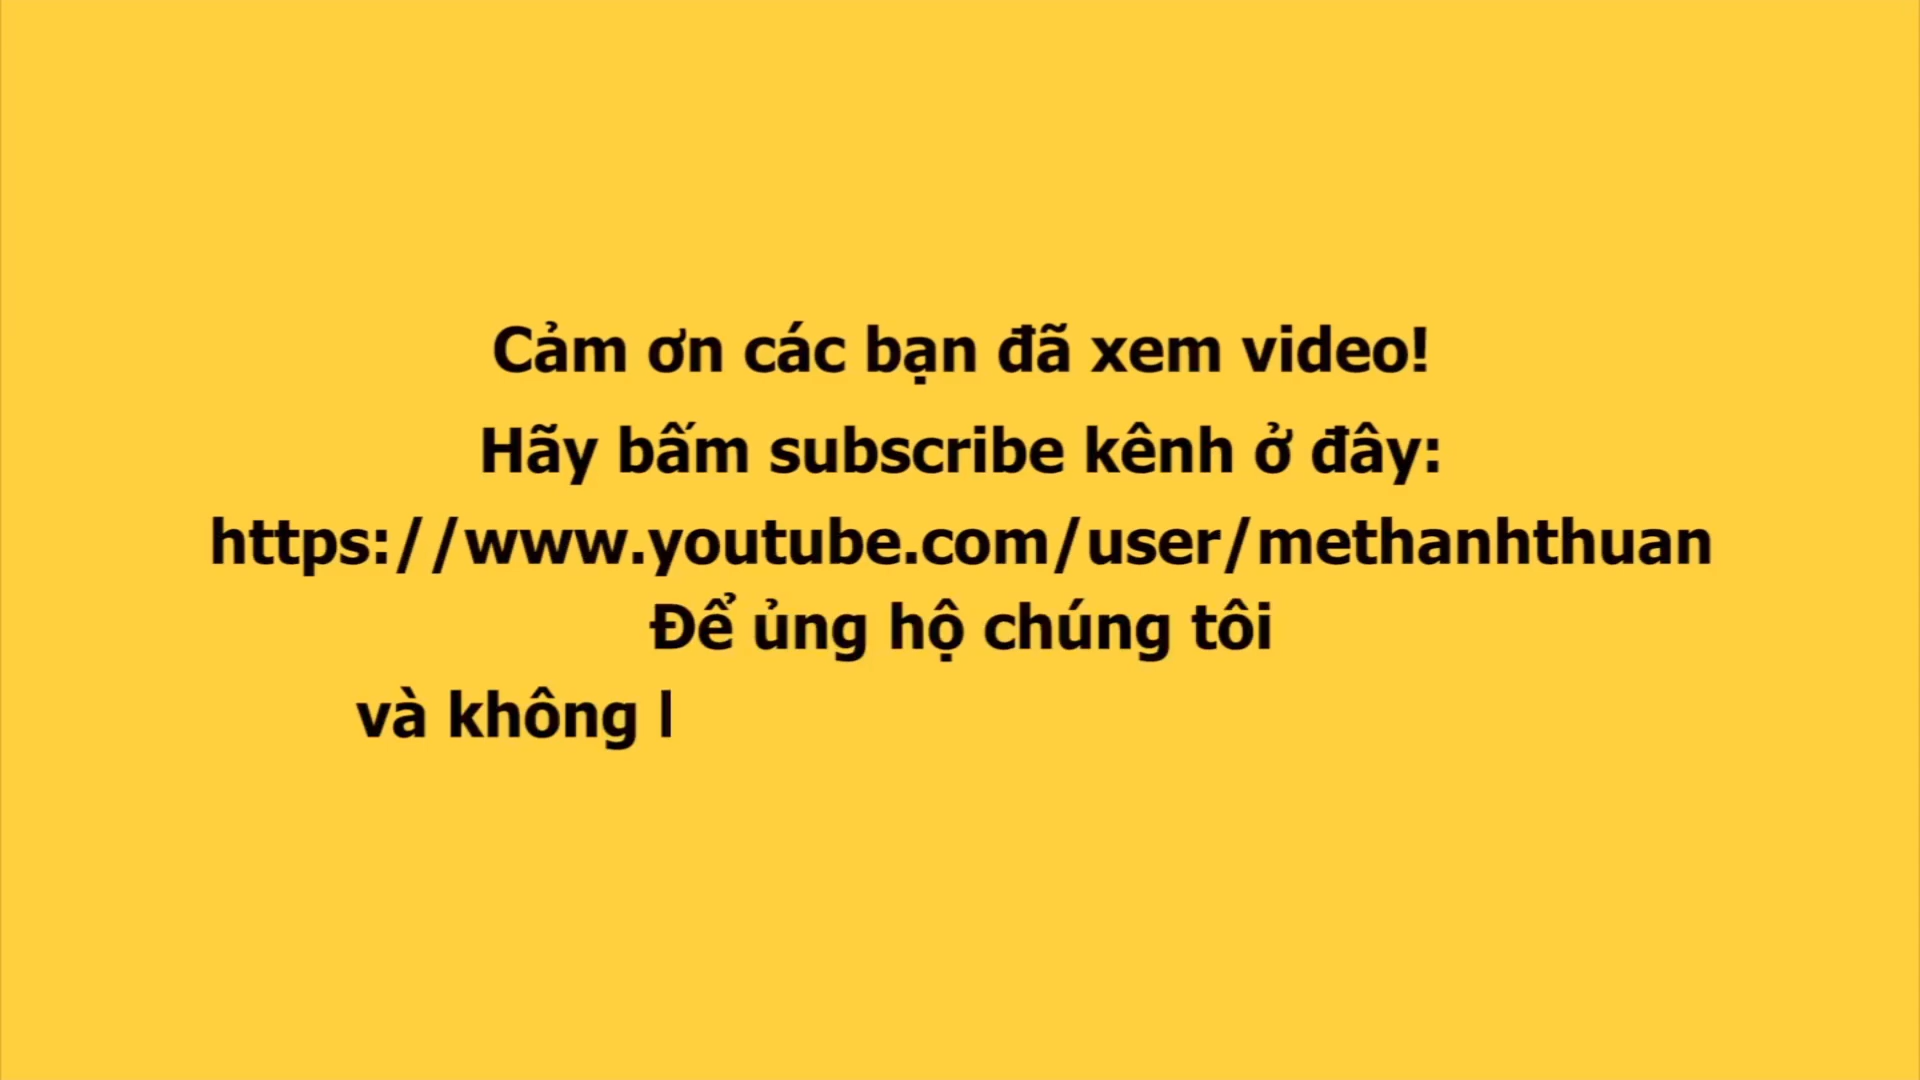 Cảm ơn các bạn đã xem video!
Hãy bấm subscribe kênh ở đây:
https://www.youtube.com/user/methanhthuan
Để ủng hộ chúng tôi
và không l